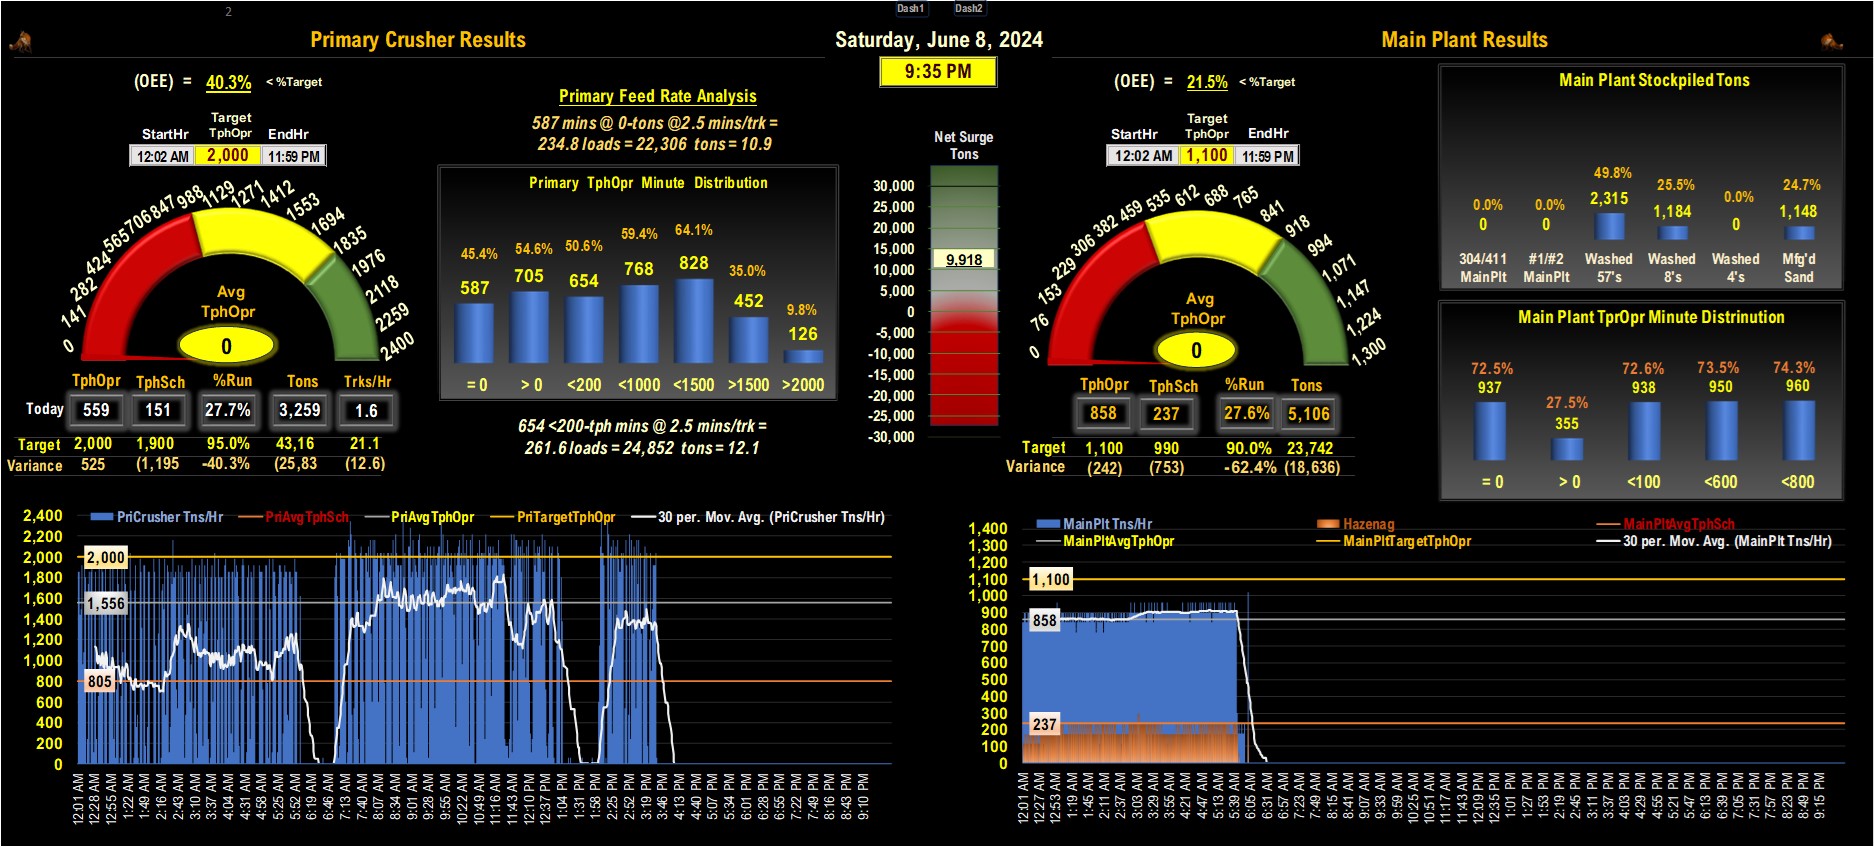 2
Dash1 Dash2
Primary Crusher Results
Saturday, June 8, 2024
Main Plant Results
9:35 PM
(OEE) = 40.3% < %Target
Target
StartHr TphOpr EndHr
12:02 AM 2,000 11:59 PM
0 141 282 424 565 706 847 988 1129 1271 1412 1553 1694 1835 1976 2118 2259 2400
Avg
TphOpr
0
TphOpr TphSch %Run Tons Trks/Hr
Today 559 151 27.7% 3,259 1.6
Target 2,000 1,900 95.0% 43,16 21.1
Variance 525 (1,195 -40.3% (25,83 (12.6)
Primary Feed Rate Analysis
587 mins @ 0-tons @2.5 mins/trk =
234.8 loads = 22,306 tons = 10.9
Primary TphOpr Minute Distribution
45.4% 54.6% 50.6% 59.4% 64.1% 35.0% 9.8%
587 705 654 768 828 452 126
= 0 > 0 <200 <1000 <1500 >1500 >2000
654 <200-tph mins @ 2.5 mins/trk =
261.6 loads = 24,852 tons = 12.1
Net Surge
Tons
30,000
25,000
20,000
15,000
10,000
5,000
0
-5,000
-10,000
-15,000
-20,000
-25,000
-30,000
9,918
(OEE) = 21.5% < %Target
Target
StartHr TphOpr EndHr
12:02 AM 1,100 11:59 PM
0 76 153 229 306 382 459 535 612 688 765 841 918 994 1,071 1,147 1,224 1,300
Avg
TphOpr
0
TphOpr TphSch %Run Tons
858 237 27.6% 5,106
Target 1,100 990 90.0% 23,742
Variance (242) (753) -62.4% (18,636)
Main Plant Stockpiled Tons
0.0% 0.0% 49.8% 25.5% 0.0% 24.7%
0 0 2,315 1,184 0 1,148
304/411 #1/#2 Washed Washed Washed Mfg'd
MainPlt MainPlt 57's 8's 4's Sand
Main Plant TprOpr Minute Distrinution
72.5% 27.5% 72.6% 73.5% 74.3%
937 355 938 950 960
= 0 > 0 <100 <600 <800
PriCrusher Tns/Hr PriAvgTphSch PriAvgTphOpr PriTargetTphOpr 30 per. Mov. Avg. (PriCrusher Tns/Hr)
2,400
2,200
2,000
1,800
1,600
1,400
1,200
1,000
800
600
400
200
0
2,000
1,556
805
12:01 AM 12:28 AM 12:55 AM 1:22 AM 1:49 AM 2:16 AM 2:43 AM 3:10 AM 3:37 AM 4:04 AM 4:31 AM 4:58 AM 5:25 AM 5:52 AM 6:19 AM 6:46 AM 7:13 AM 7:40 AM 8:07 AM 8:34 AM 9:01 AM 9:28 AM 9:55 AM 10:22 AM 10:49 AM 11:16 AM 11:43 AM 12:10 PM 12:37 PM 1:04 PM 1:31 PM 1:58 PM 2:25 PM 2:52 PM 3:19 PM 3:46 PM 4:13 PM 4:40 PM 5:07 PM 5:34 PM 6:01 PM 6:28 PM 6:55 PM 7:22 PM 7:49 PM 8:16 PM 8:43 PM 9:10 PM
MainPlt Tns/Hr Hazenag MainPltAvgTphSch
MainPltAvgTphOpr MainPltTargetTphOpr 30 per. Mov. Avg. (MainPlt Tns/Hr)
1,400
1,300
1,200
1,100
1,000
900
800
700
600
500
400
300
200
100
0
1,100
858
237
12:01 AM 12:27 AM 12:53 AM 1:19 AM 1:45 AM 2:11 AM 2:37 AM 3:03 AM 3:29 AM 3:55 AM 4:21 AM 4:47 AM 5:13 AM 5:39 AM 6:05 AM 6:31 AM 6:57 AM 7:23 AM 7:49 AM 8:15 AM 8:41 AM 9:07 AM 9:33 AM 9:59 AM 10:25 AM 10:51 AM 11:17 AM 11:43 AM 12:09 PM 12:35 PM 1:01 PM 1:27 PM 1:53 PM 2:19 PM 2:45 PM 3:11 PM 3:37 PM 4:03 PM 4:29 PM 4:55 PM 5:21 PM 5:47 PM 6:13 PM 6:39 PM 7:05 PM 7:31 PM 7:57 PM 8:23 PM 8:49 PM 9:15 PM